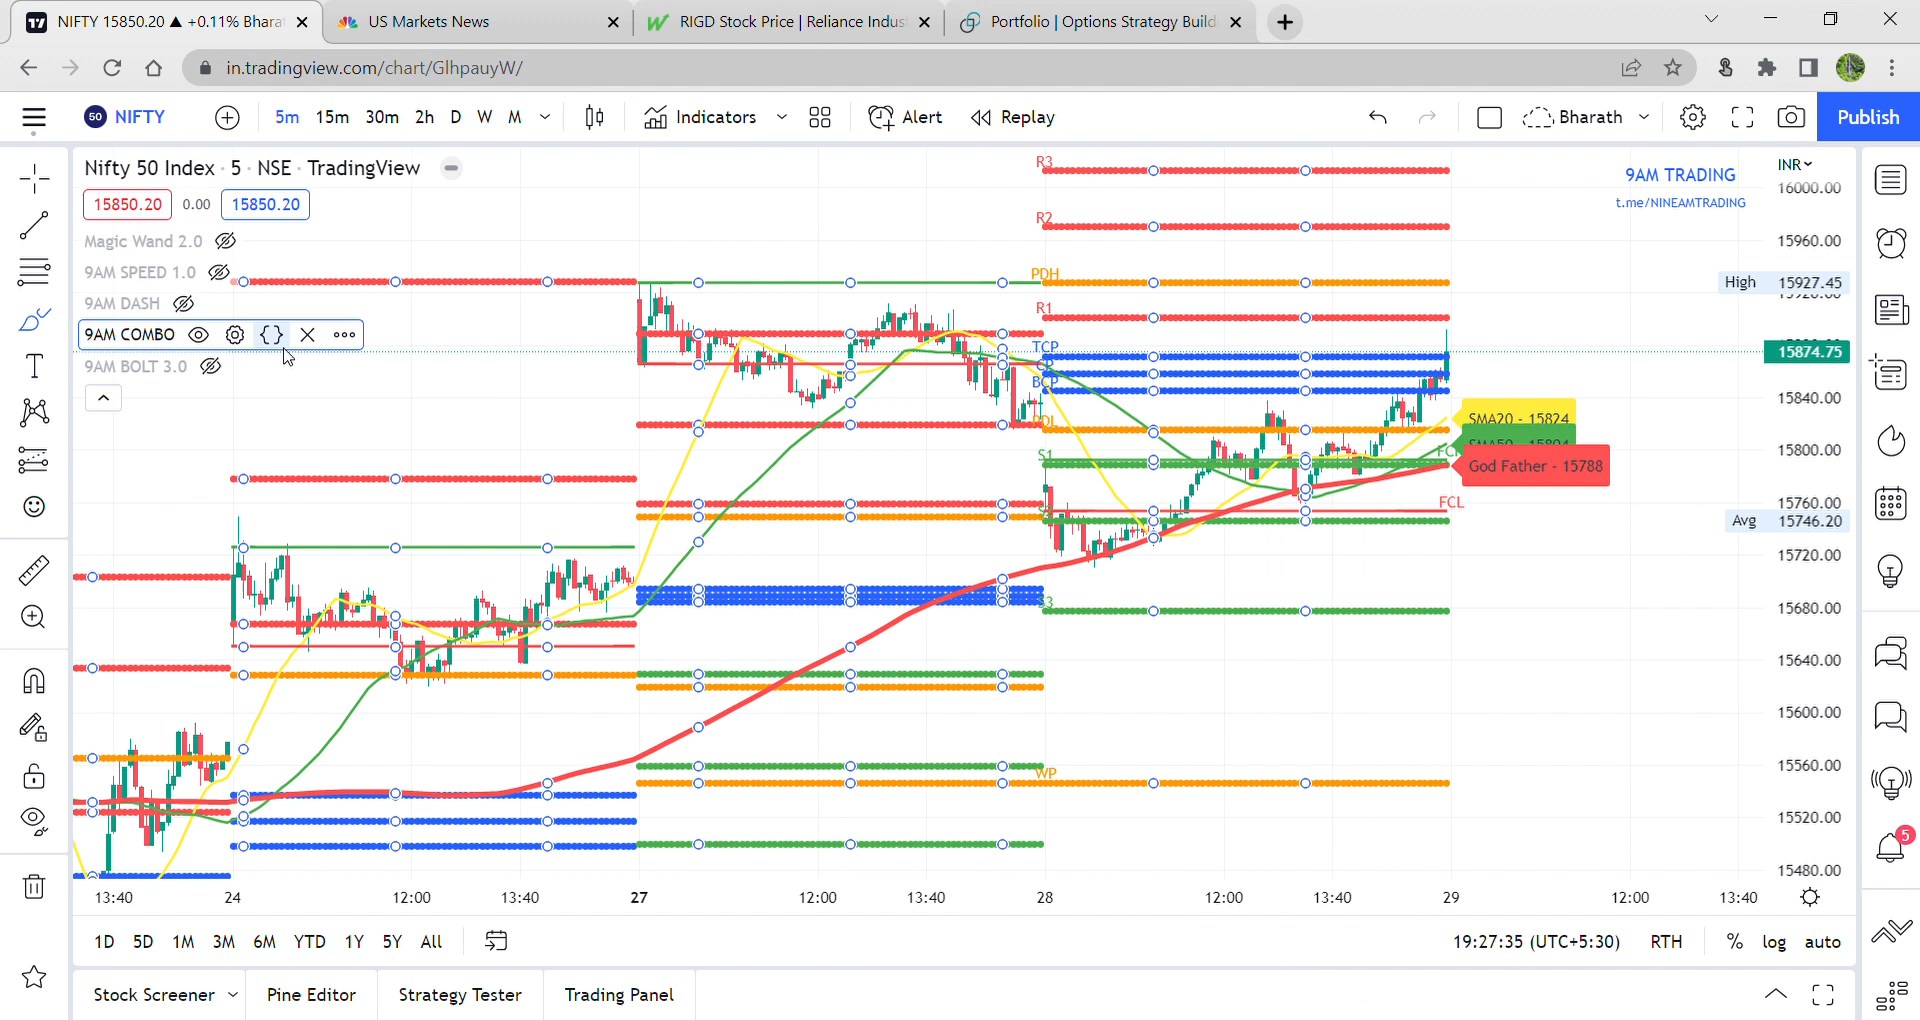 NIFTY 15850.20 ▲ +0.11% Bharat
US Markets News
RIGD Stock Price | Reliance Indus
Portfolio | Options Strategy Build
in.tradingview.com/chart/GlhpauyW/
50 NIFTY
5m 15m 30m 2h D W M
Indicators
Alert
Replay
Bharath
Publish
Nifty 50 Index · 5 · NSE · TradingView
15850.20 0.00 15850.20
Magic Wand 2.0
9AM SPEED 1.0
9AM DASH
9AM COMBO
{}
9AM BOLT 3.0
9AM TRADING
t.me/NINEAMTRADING
INR
R3
R2
PDH
R1
TCP
CP
BCP
PDL
S1
S3
WP
FCL
SMA20 - 15824
God Father - 15788
16000.00
15960.00
High 15927.45
15874.75
15840.00
15800.00
15760.00
Avg 15746.20
15720.00
15680.00
15640.00
15600.00
15560.00
15520.00
15480.00
13:40 24 12:00 13:40 27 12:00 13:40 28 12:00 13:40 29 12:00 13:40
1D 5D 1M 3M 6M YTD 1Y 5Y All
19:27:35 (UTC+5:30) RTH % log auto
5
Stock Screener Pine Editor Strategy Tester Trading Panel